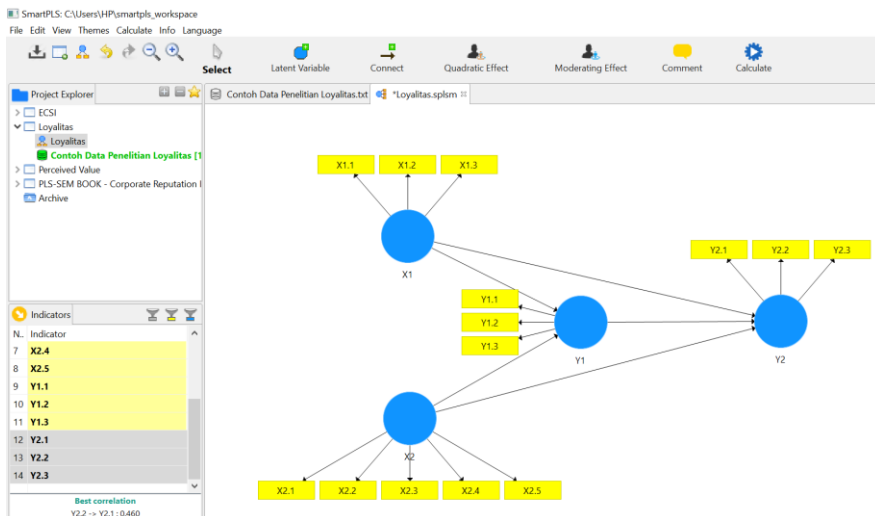 SmartPLS: C:\Users\HP\smartpls_workspace
File Edit View Themes Calculate Info Language
Select
Latent Variable
Connect
Quadratic Effect
Moderating Effect
Comment
Calculate
Project Explorer
Contoh Data Penelitian Loyalitas.txt
*Loyalitas.splsm
ECSI
Loyalitas
Loyalitas
Contoh Data Penelitian Loyalitas [1
Perceived Value
PLS-SEM BOOK - Corporate Reputation
Archive
X1.1 X1.2 X1.3
X1
Y2.1 Y2.2 Y2.3
Y2
Y1.1
Y1.2
Y1.3
Y1
X2
X2.1 X2.2 X2.3 X2.4 X2.5
Indicators
N.. Indicator
7 X2.4
8 X2.5
9 Y1.1
10 Y1.2
11 Y1.3
12 Y2.1
13 Y2.2
14 Y2.3
Best correlation
Y2.2 -> Y2.1 : 0.460